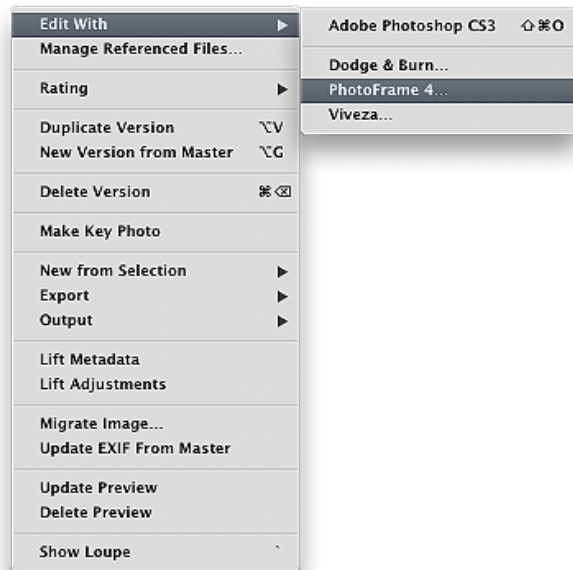 Edit With ▶
Manage Referenced Files...
Rating ▶
Duplicate Version ⌥V
New Version from Master ⌥G
Delete Version ⌘⌫
Make Key Photo
New from Selection ▶
Export ▶
Output ▶
Lift Metadata
Lift Adjustments
Migrate Image...
Update EXIF From Master
Update Preview
Delete Preview
Show Loupe `
Adobe Photoshop CS3 ⇧⌘O
Dodge & Burn...
PhotoFrame 4...
Viveza...